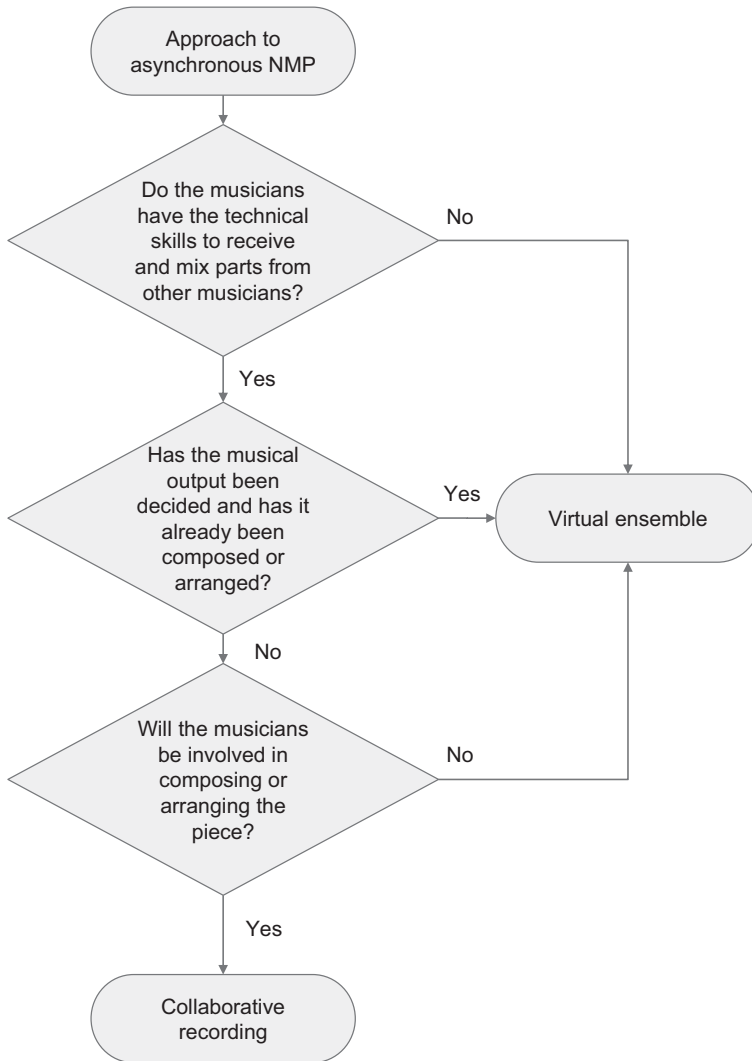 Approach to
asynchronous NMP
Do the musicians
have the technical
skills to receive
and mix parts from
other musicians?
No
Yes
Has the musical
output been
decided and has it
already been
composed or
arranged?
Yes
Virtual ensemble
No
Will the musicians
be involved in
composing or
arranging the
piece?
No
Yes
Collaborative
recording